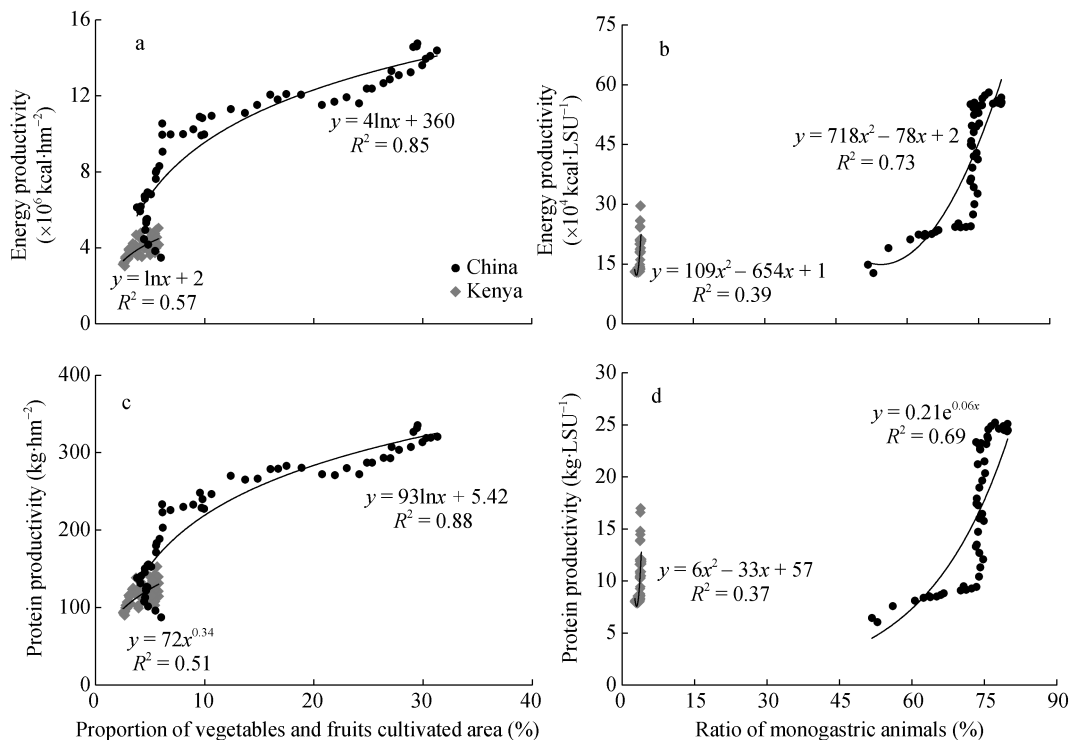 a
Energy productivity
(×10⁶ kcal·hm⁻²)
16
12
8
4
0
y = 4lnx + 360
R² = 0.85
y = lnx + 2
R² = 0.57
China
Kenya
b
Energy productivity
(×10⁴ kcal·LSU⁻¹)
75
60
45
30
15
0
y = 718x² – 78x + 2
R² = 0.73
y = 109x² – 654x + 1
R² = 0.39
c
Protein productivity (kg·hm⁻²)
400
300
200
100
0
y = 93lnx + 5.42
R² = 0.88
y = 72x⁰·³⁴
R² = 0.51
0 10 20 30 40
Proportion of vegetables and fruits cultivated area (%)
d
Protein productivity (kg·LSU⁻¹)
30
25
20
15
10
5
0
y = 0.21e⁰·⁰⁶ˣ
R² = 0.69
y = 6x² – 33x + 57
R² = 0.37
0 15 30 45 60 75 90
Ratio of monogastric animals (%)